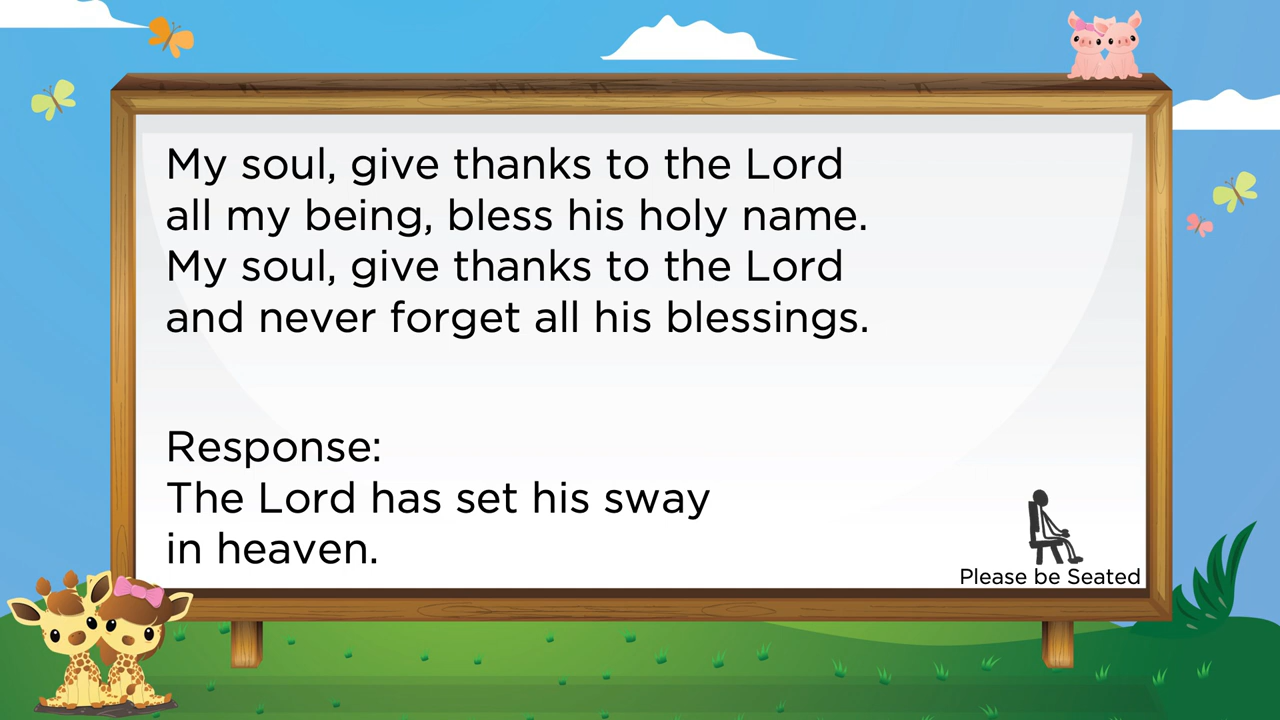 My soul, give thanks to the Lord
all my being, bless his holy name.
My soul, give thanks to the Lord
and never forget all his blessings.
Response:
The Lord has set his sway
in heaven.
Please be Seated